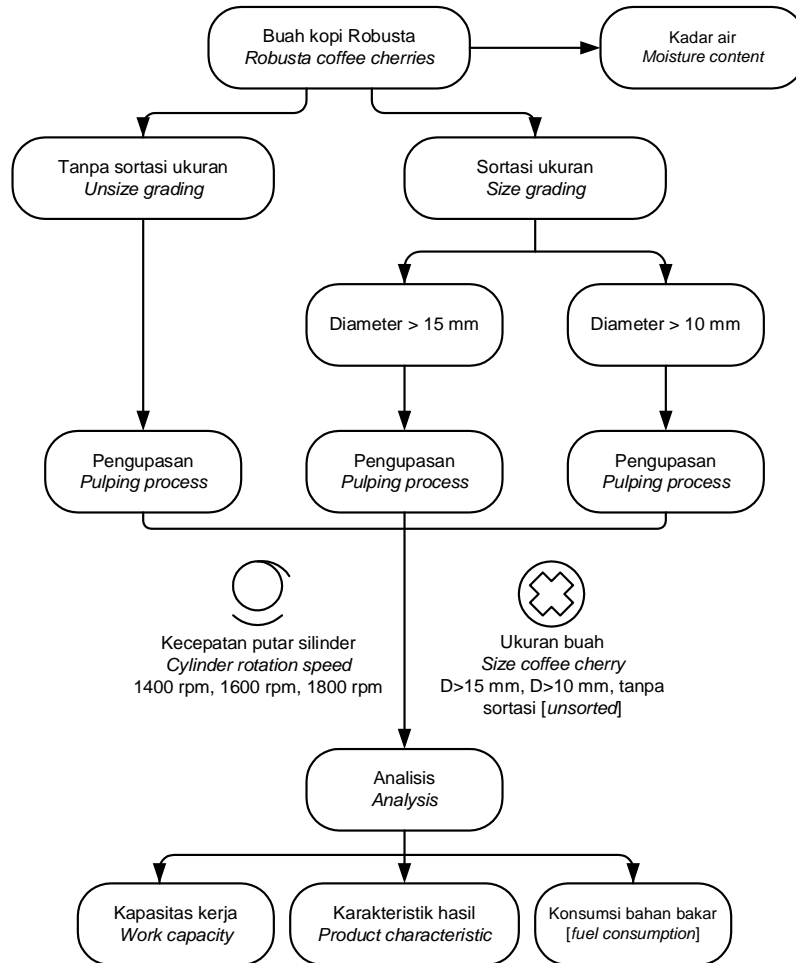 Buah kopi Robusta
Robusta coffee cherries
Kadar air
Moisture content
Tanpa sortasi ukuran
Unsize grading
Sortasi ukuran
Size grading
Diameter > 15 mm
Diameter > 10 mm
Pengupasan
Pulping process
Pengupasan
Pulping process
Pengupasan
Pulping process
Kecepatan putar silinder
Cylinder rotation speed
1400 rpm, 1600 rpm, 1800 rpm
Ukuran buah
Size coffee cherry
D>15 mm, D>10 mm, tanpa
sortasi [unsorted]
Analisis
Analysis
Kapasitas kerja
Work capacity
Karakteristik hasil
Product characteristic
Konsumsi bahan bakar
[fuel consumption]